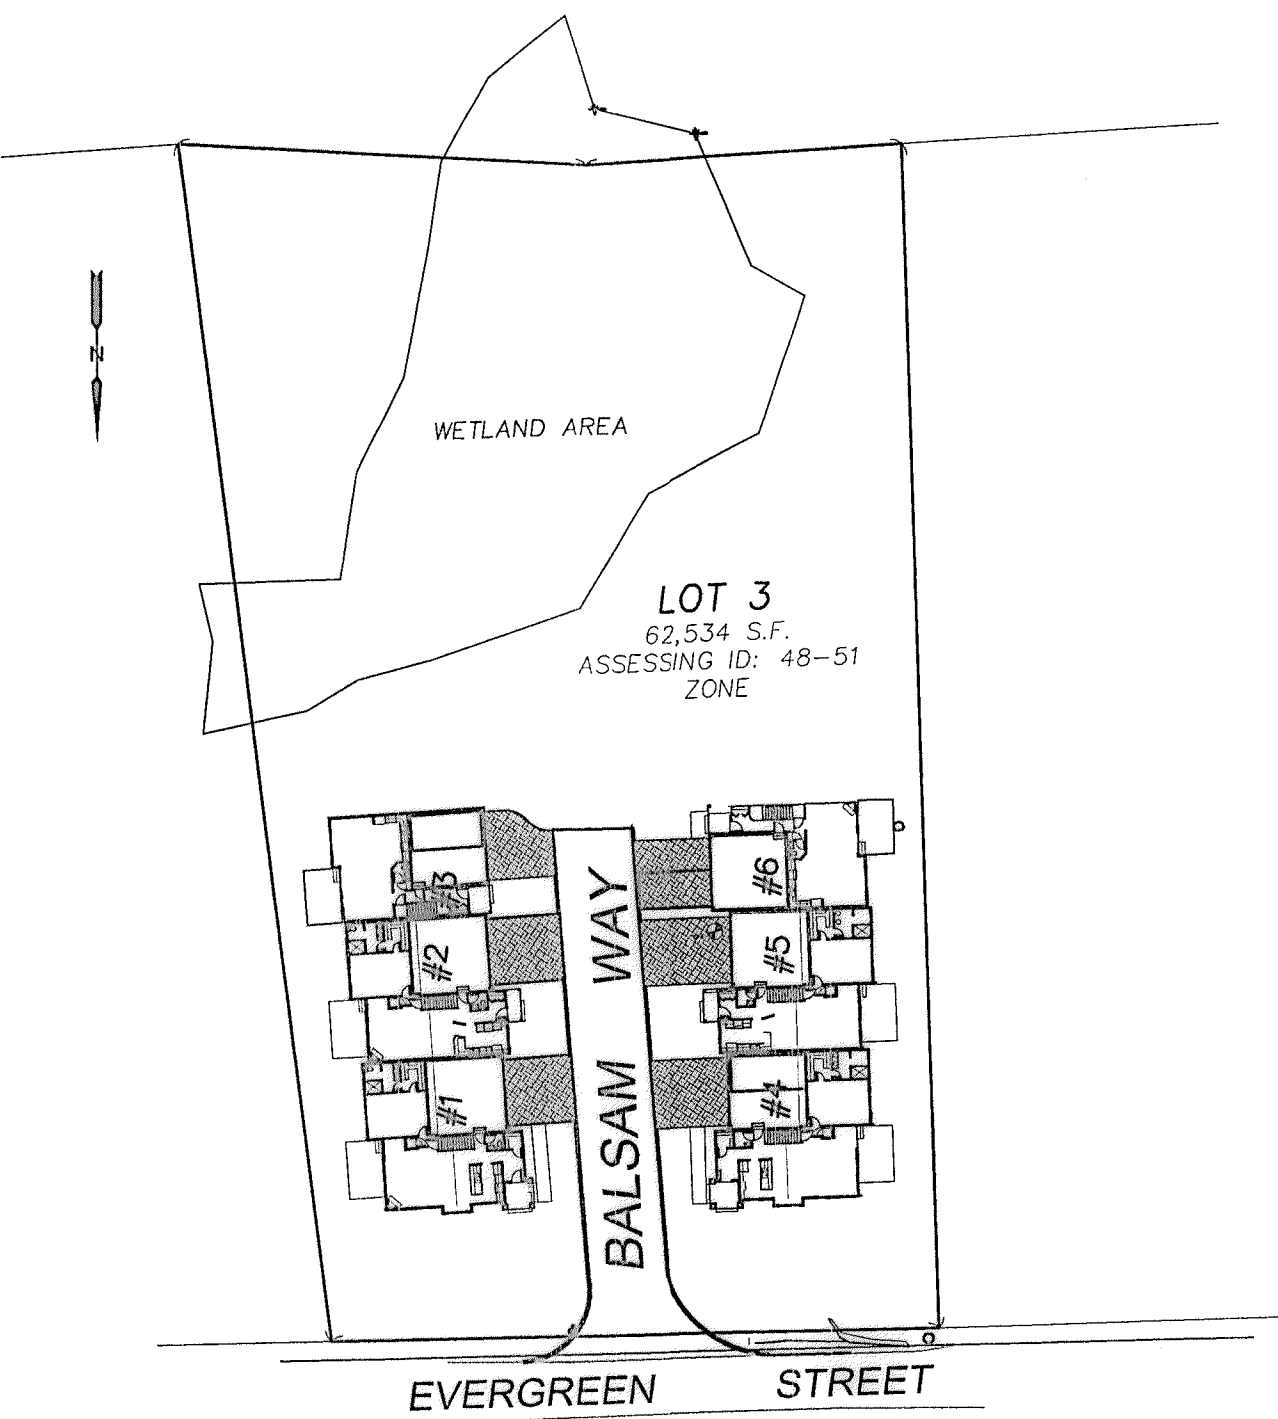 N
WETLAND AREA
LOT 3
62,534 S.F.
ASSESSING ID: 48-51
ZONE
#3
#6
#2
#5
#1
#4
BALSAM WAY
EVERGREEN STREET